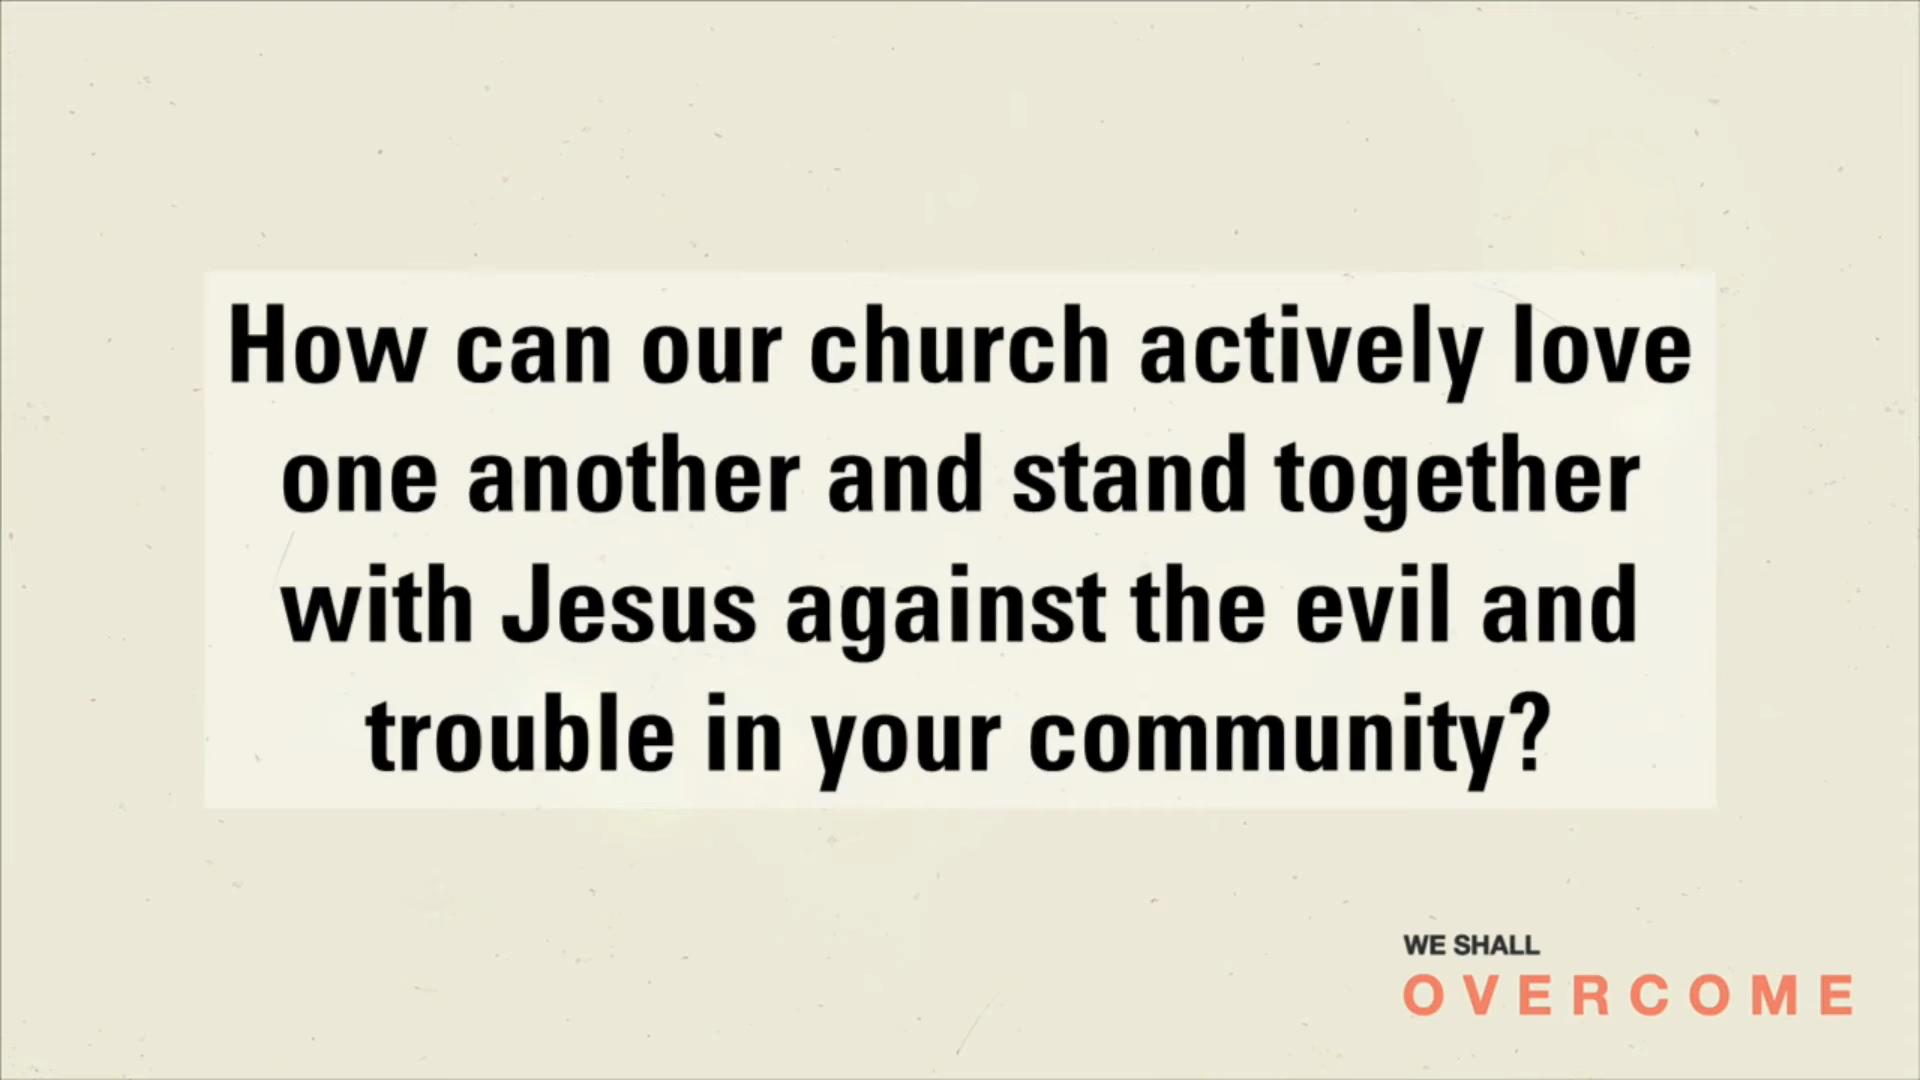 How can our church actively love
one another and stand together
with Jesus against the evil and
trouble in your community?
WE SHALL
OVERCOME